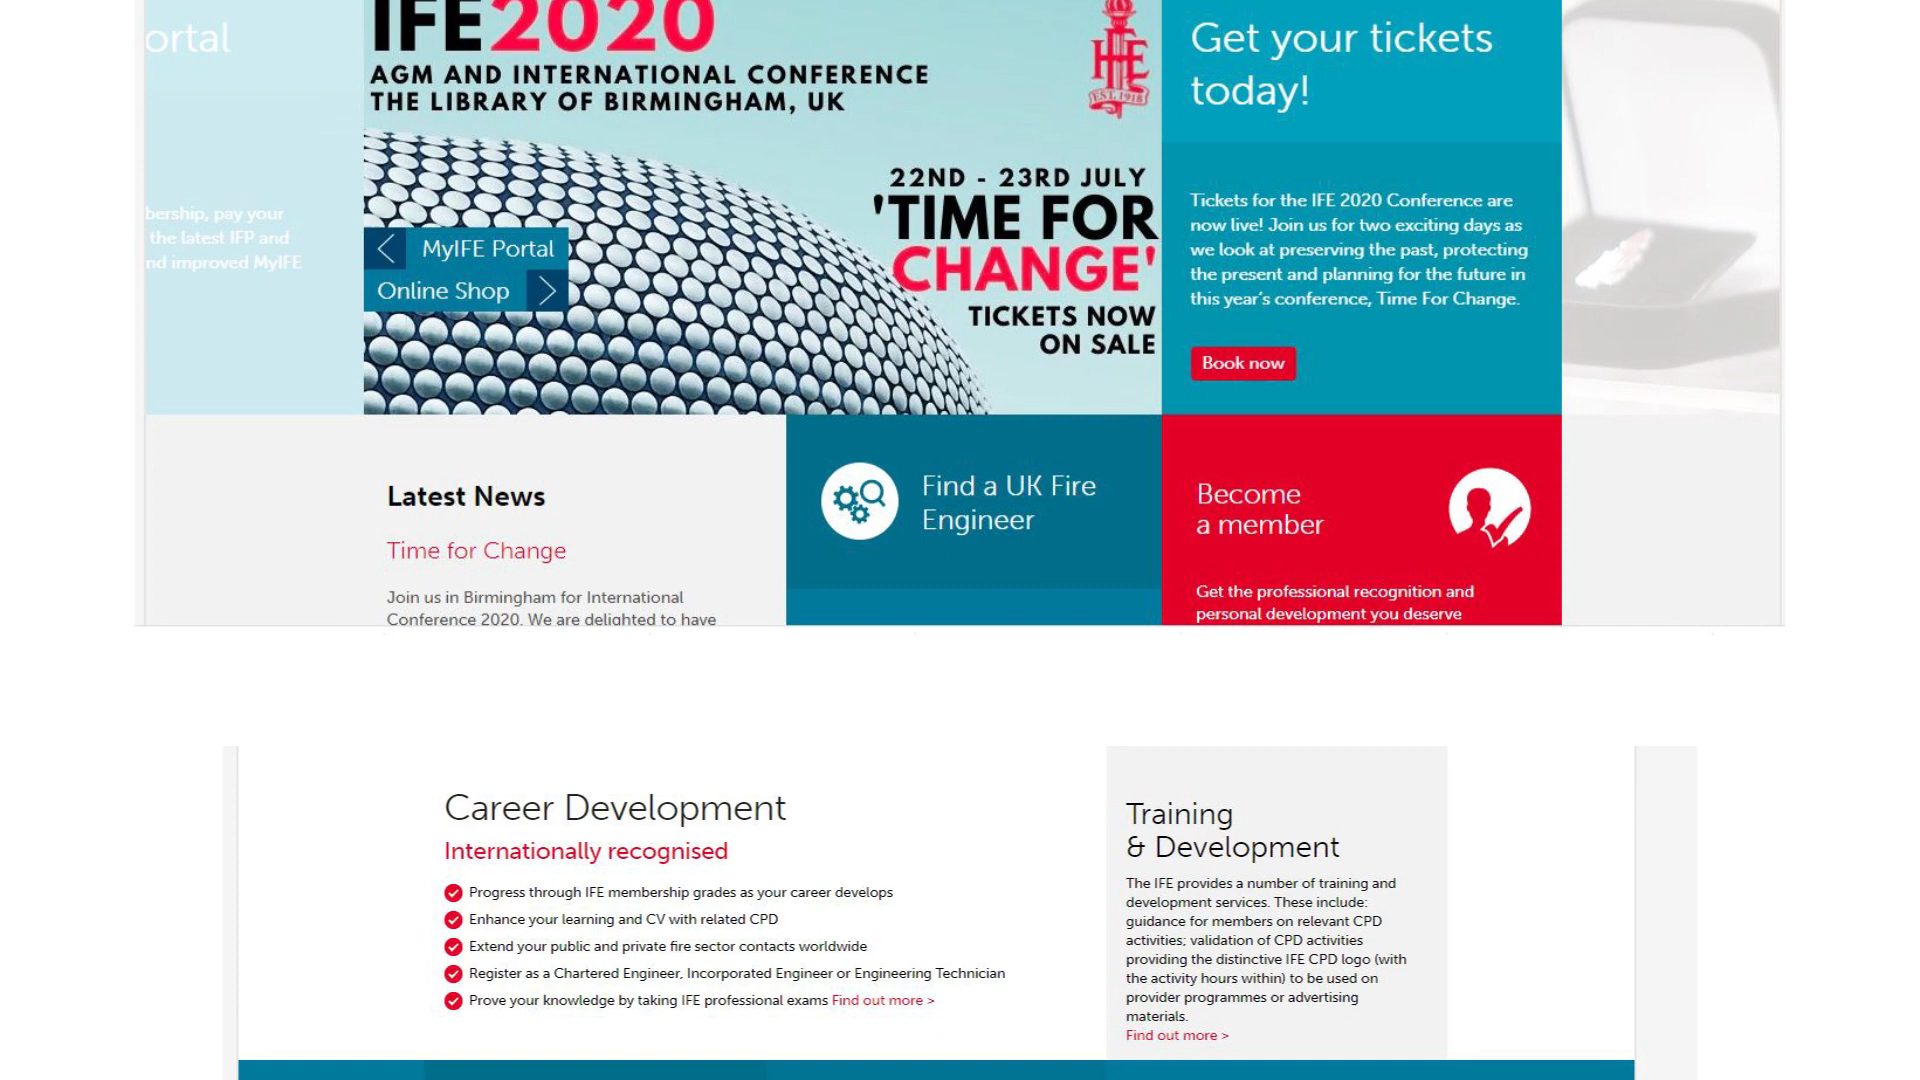 ortal
bership, pay your
the latest IFP and
nd improved MyIFE
IFE2020
AGM AND INTERNATIONAL CONFERENCE
THE LIBRARY OF BIRMINGHAM, UK
IFE
EST. 1918
22ND - 23RD JULY
'TIME FOR
CHANGE'
TICKETS NOW
ON SALE
MyIFE Portal
Online Shop
Get your tickets
today!
Tickets for the IFE 2020 Conference are
now live! Join us for two exciting days as
we look at preserving the past, protecting
the present and planning for the future in
this year's conference, Time For Change.
Book now
Latest News
Time for Change
Join us in Birmingham for International
Conference 2020. We are delighted to have
Find a UK Fire
Engineer
Become
a member
Get the professional recognition and
personal development you deserve
Career Development
Internationally recognised
Progress through IFE membership grades as your career develops
Enhance your learning and CV with related CPD
Extend your public and private fire sector contacts worldwide
Register as a Chartered Engineer, Incorporated Engineer or Engineering Technician
Prove your knowledge by taking IFE professional exams Find out more >
Training
& Development
The IFE provides a number of training and
development services. These include:
guidance for members on relevant CPD
activities; validation of CPD activities
providing the distinctive IFE CPD logo (with
the activity hours within) to be used on
provider programmes or advertising
materials.
Find out more >